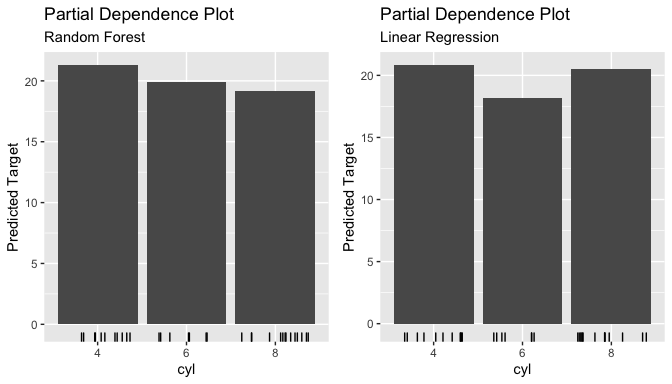 Partial Dependence Plot
Random Forest
Predicted Target
20
15
10
5
0
4 6 8
cyl
Partial Dependence Plot
Linear Regression
Predicted Target
20
15
10
5
0
4 6 8
cyl